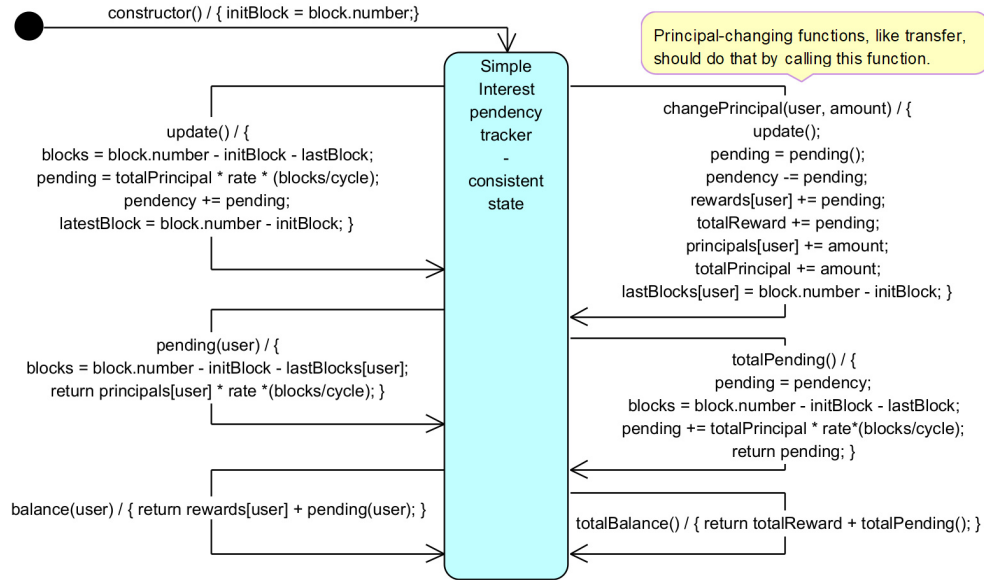 constructor() / { initBlock = block.number;}
Principal-changing functions, like transfer,
should do that by calling this function.
Simple
Interest
pendency
tracker
-
consistent
state
update() / {
blocks = block.number - initBlock - lastBlock;
pending = totalPrincipal * rate * (blocks/cycle);
pendency += pending;
latestBlock = block.number - initBlock; }
changePrincipal(user, amount) / {
update();
pending = pending();
pendency -= pending;
rewards[user] += pending;
totalReward += pending;
principals[user] += amount;
totalPrincipal += amount;
lastBlocks[user] = block.number - initBlock; }
pending(user) / {
blocks = block.number - initBlock - lastBlocks[user];
return principals[user] * rate *(blocks/cycle); }
totalPending() / {
pending = pendency;
blocks = block.number - initBlock - lastBlock;
pending += totalPrincipal * rate*(blocks/cycle);
return pending; }
balance(user) / { return rewards[user] + pending(user); }
totalBalance() / { return totalReward + totalPending(); }